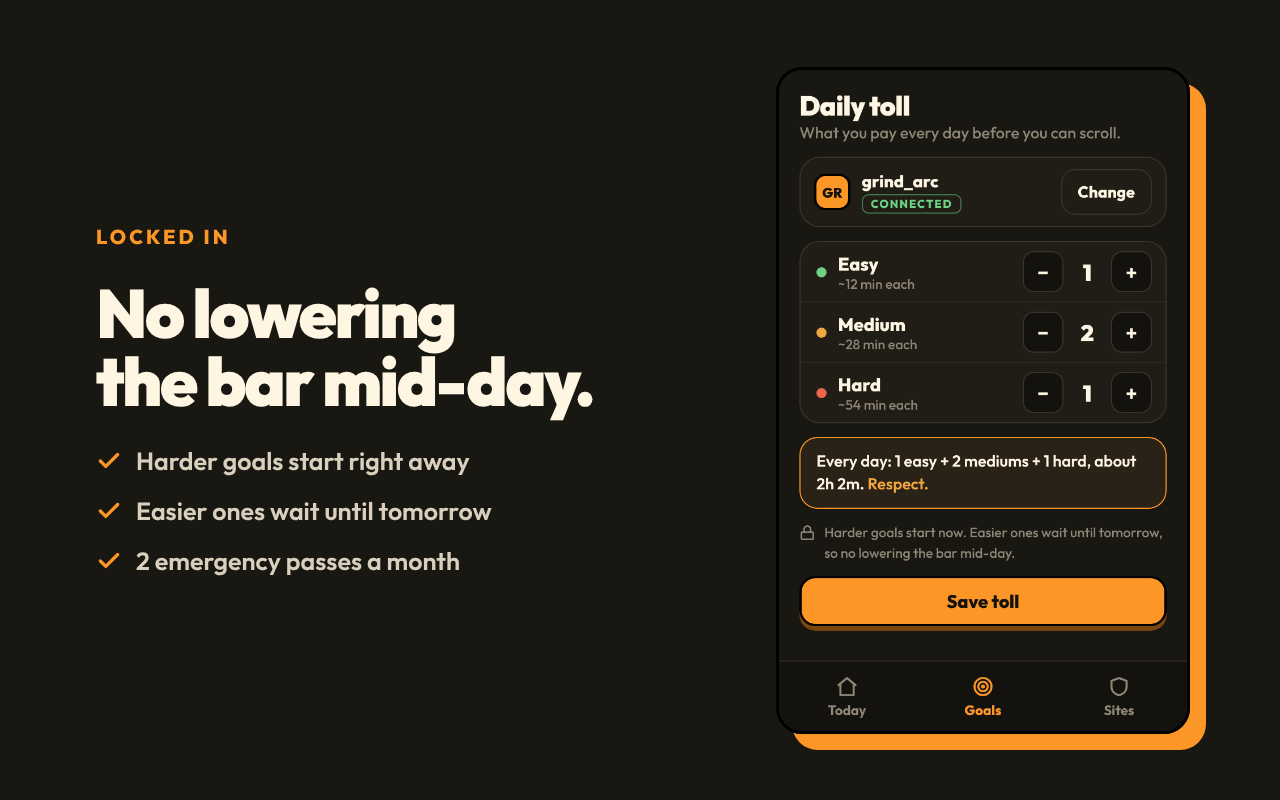 LOCKED IN
No lowering
the bar mid-day.
Harder goals start right away
Easier ones wait until tomorrow
2 emergency passes a month
Daily toll
What you pay every day before you can scroll.
GR
grind_arc
CONNECTED
Change
Easy
~12 min each
− 1 +
Medium
~28 min each
− 2 +
Hard
~54 min each
− 1 +
Every day: 1 easy + 2 mediums + 1 hard, about
2h 2m. Respect.
Harder goals start now. Easier ones wait until tomorrow,
so no lowering the bar mid-day.
Save toll
Today
Goals
Sites